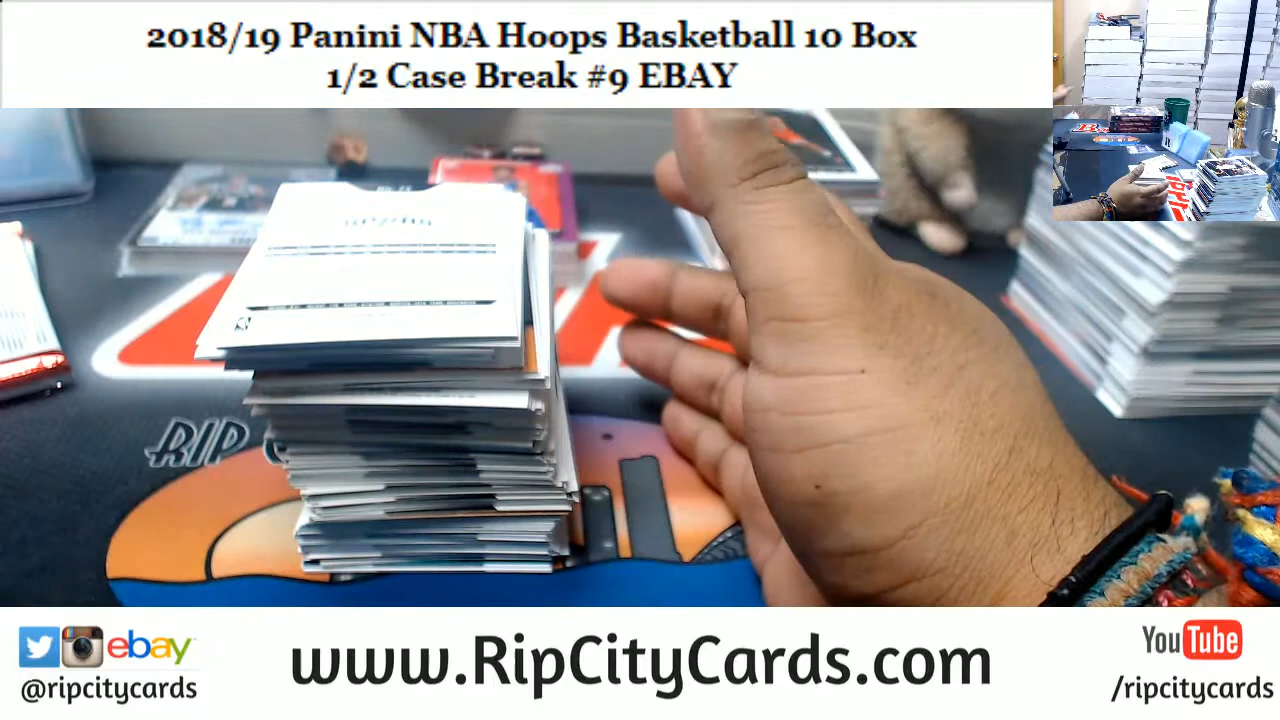 2018/19 Panini NBA Hoops Basketball 10 Box
1/2 Case Break #9 EBAY
RIP
ebay
@ripcitycards
www.RipCityCards.com
YouTube
/ripcitycards